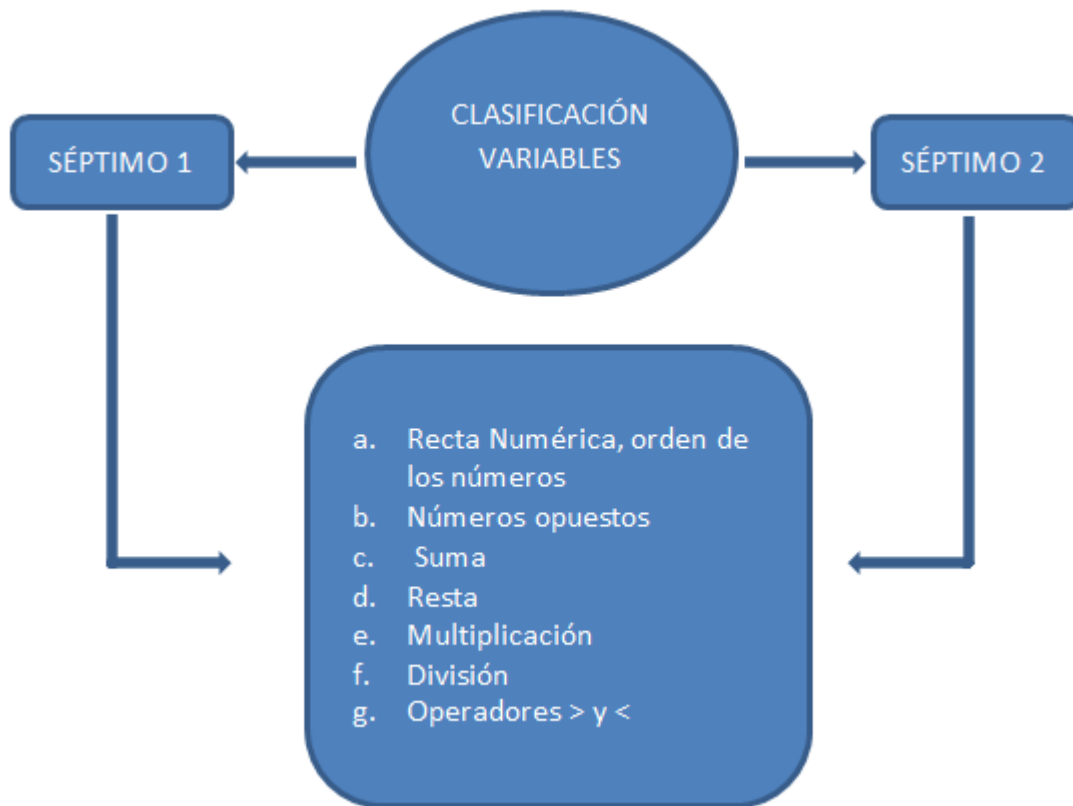 CLASIFICACIÓN
VARIABLES
SÉPTIMO 1
SÉPTIMO 2
a. Recta Numérica, orden de
los números
b. Números opuestos
c. Suma
d. Resta
e. Multiplicación
f. División
g. Operadores > y <